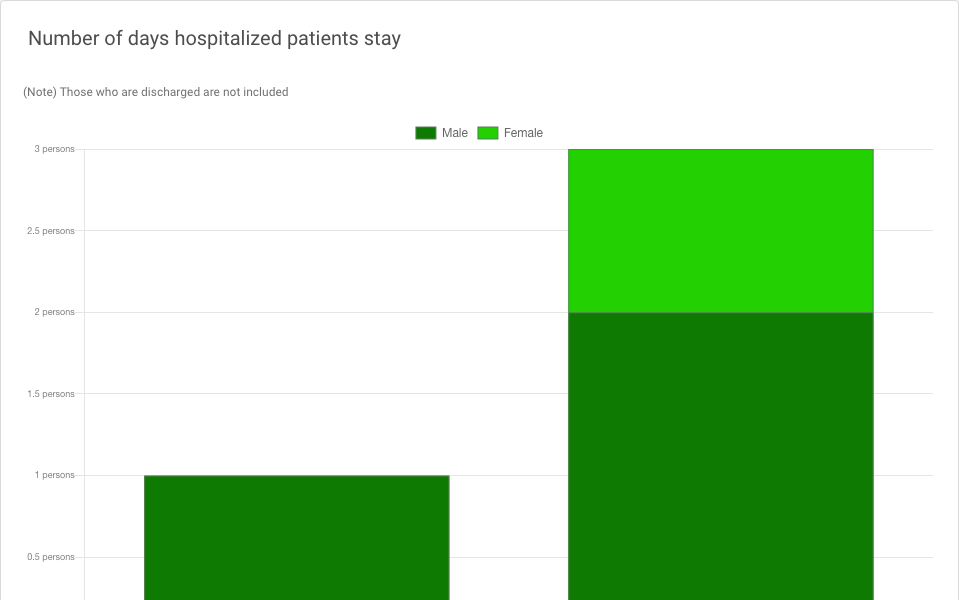 Number of days hospitalized patients stay
(Note) Those who are discharged are not included
Male Female
3 persons
2.5 persons
2 persons
1.5 persons
1 persons
0.5 persons